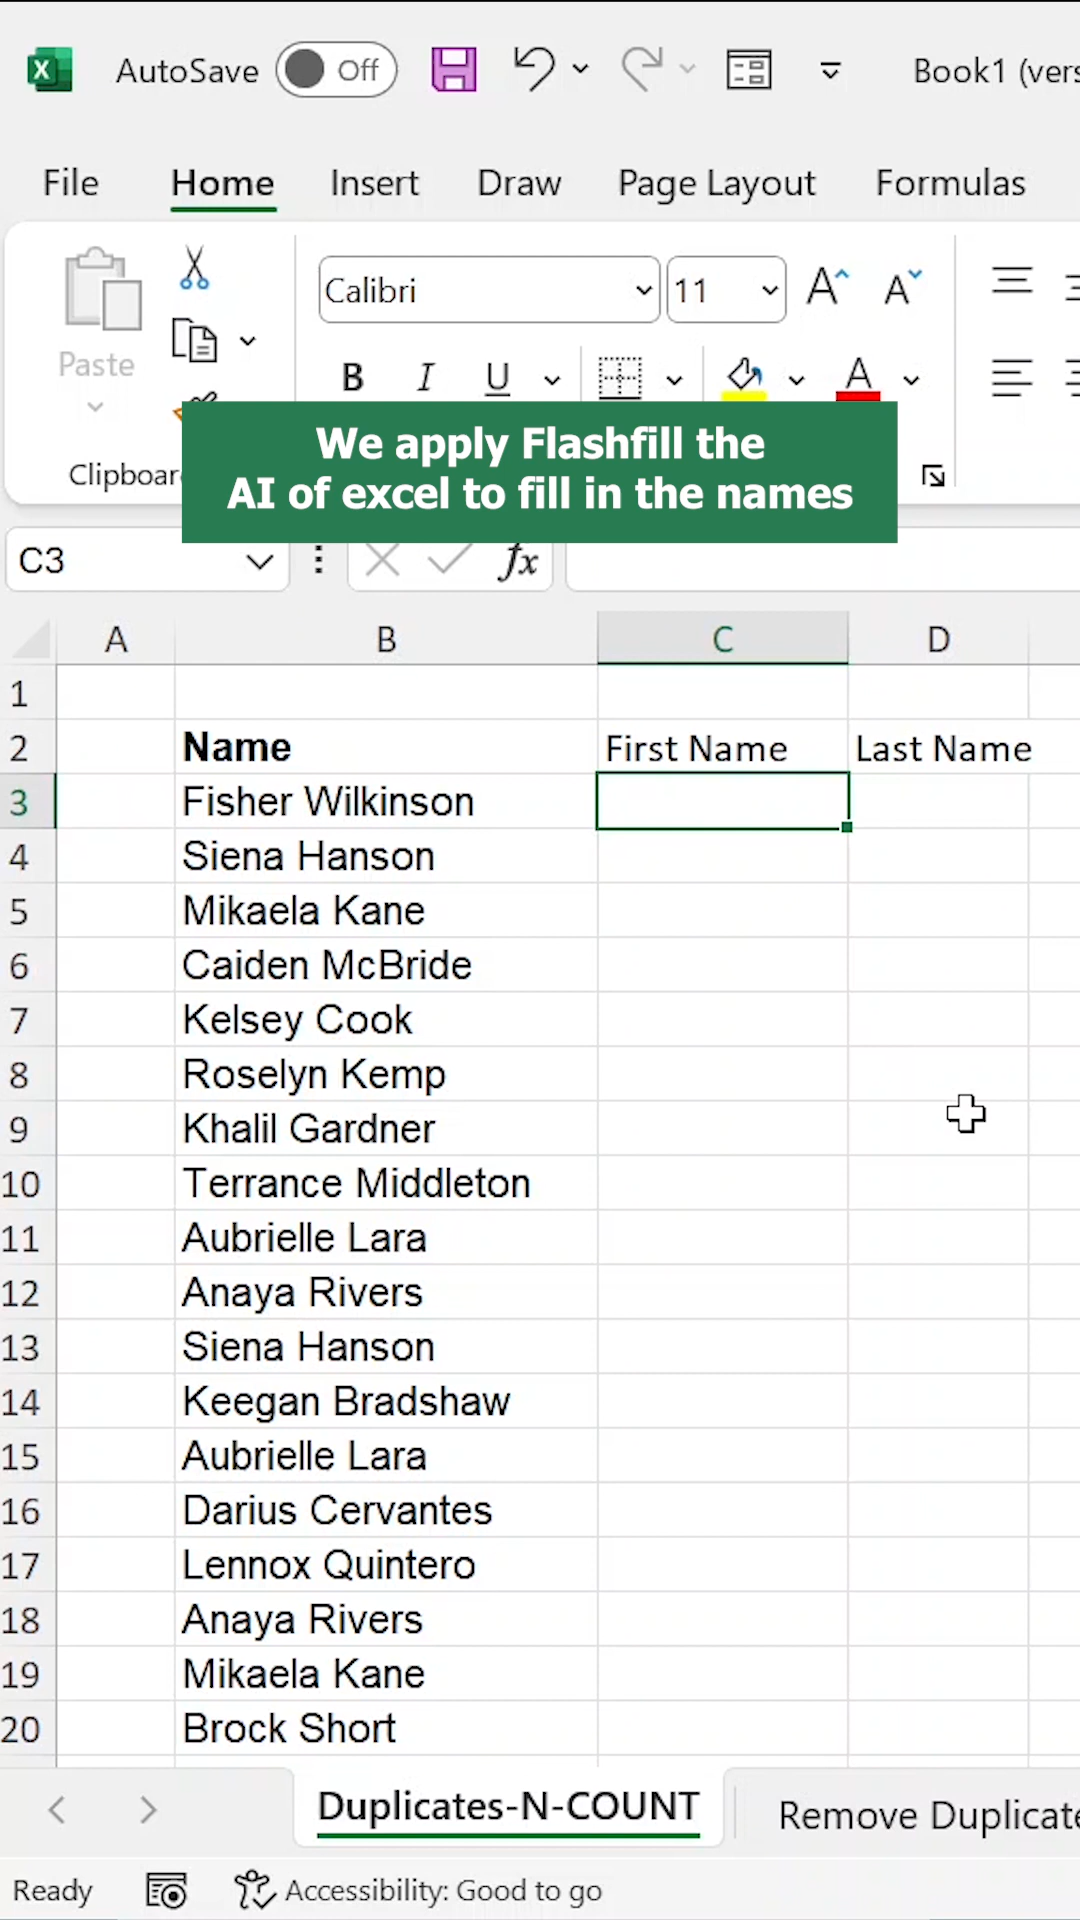 AutoSave Off Book1 (vers
File Home Insert Draw Page Layout Formulas
Calibri 11
Paste
B I U A
Clipboar
We apply Flashfill the
AI of excel to fill in the names
C3 fx
A B C D
1
2 Name First Name Last Name
3 Fisher Wilkinson
4 Siena Hanson
5 Mikaela Kane
6 Caiden McBride
7 Kelsey Cook
8 Roselyn Kemp
9 Khalil Gardner
10 Terrance Middleton
11 Aubrielle Lara
12 Anaya Rivers
13 Siena Hanson
14 Keegan Bradshaw
15 Aubrielle Lara
16 Darius Cervantes
17 Lennox Quintero
18 Anaya Rivers
19 Mikaela Kane
20 Brock Short
Duplicates-N-COUNT Remove Duplicate
Ready Accessibility: Good to go